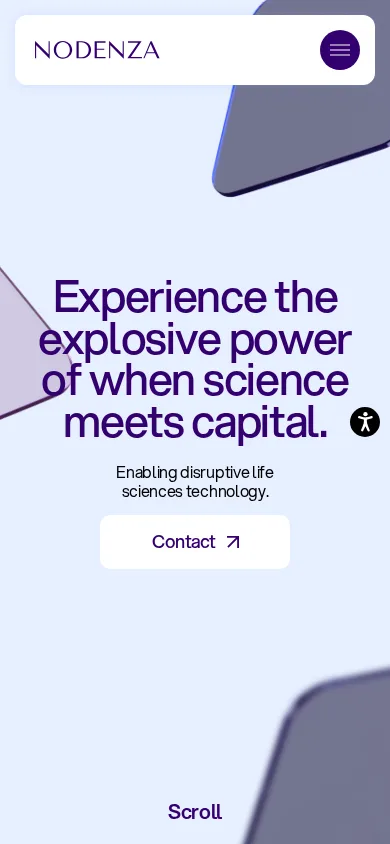 NODENZA
Experience the
explosive power
of when science
meets capital.
Enabling disruptive life
sciences technology.
Contact
Scroll